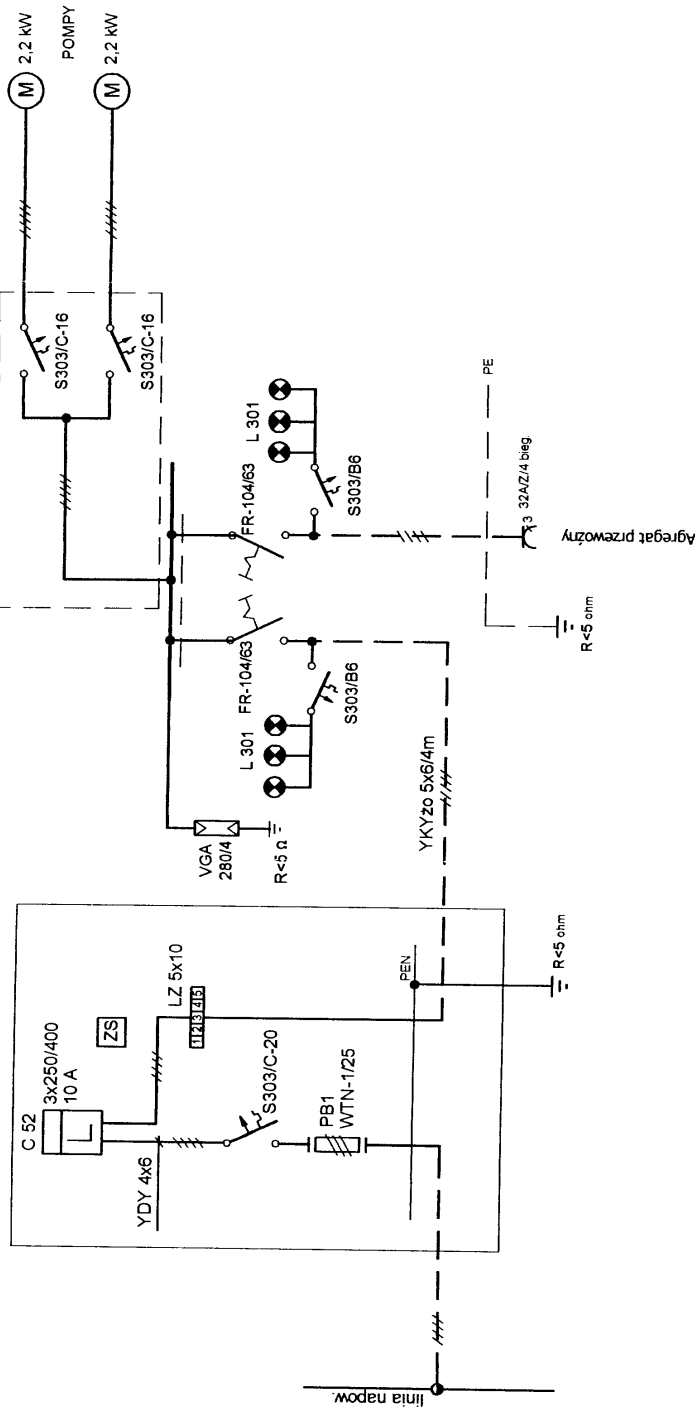 M
2,2 kW
POMPY
M
2,2 kW
S303/C-16
S303/C-16
L 301
S303/B6
FR-104/63
PE
X3
32A/Z/4 bieg.
Agregat przewoźny
R<5 ohm
FR-104/63
S303/B6
L 301
VGA
280/4
R<5 Ω
YKYżo 5x6/4m
C 52
3x250/400
10 A
L
ZS
LZ 5x10
1 2 3 4 5
YDY 4x6
S303/C-20
PB1
WTN-1/25
PEN
R<5 ohm
linia napow.